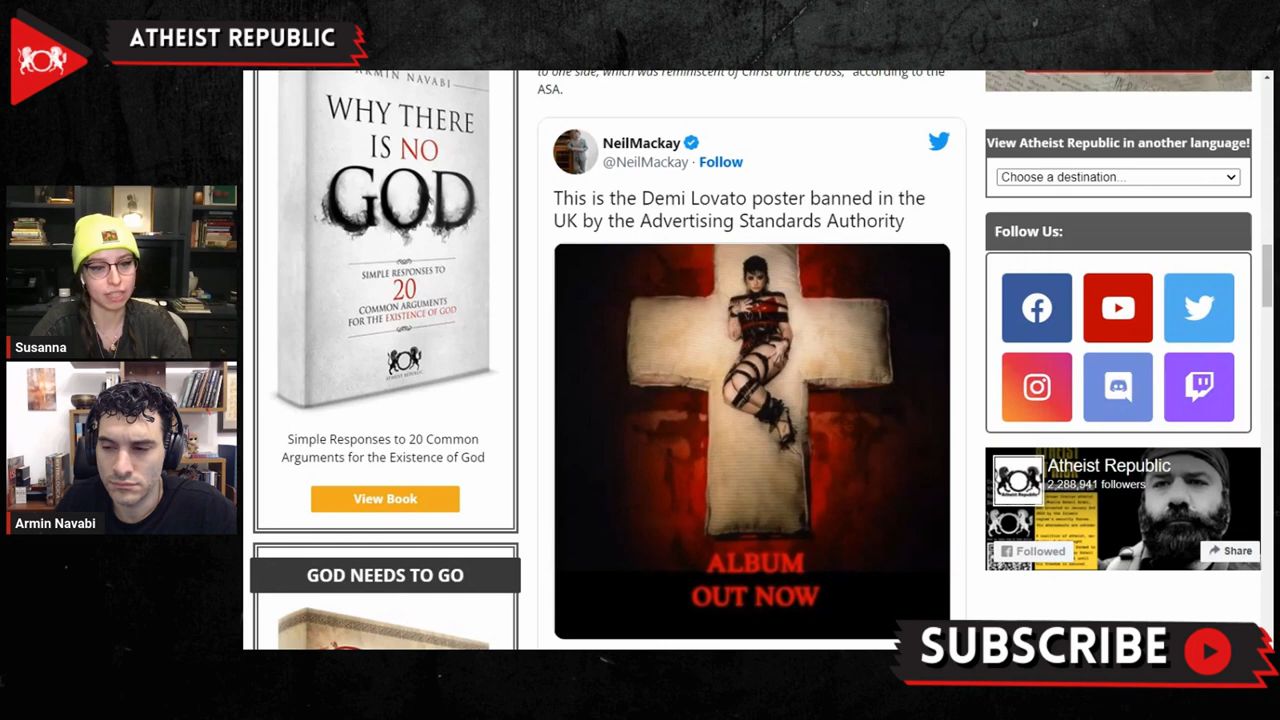 ATHEIST REPUBLIC
Susanna
Armin Navabi
ARMIN NAVABI
WHY THERE
IS NO
GOD
SIMPLE RESPONSES TO
20
COMMON ARGUMENTS
FOR THE EXISTENCE OF GOD
ATHEIST REPUBLIC
Simple Responses to 20 Common
Arguments for the Existence of God
View Book
GOD NEEDS TO GO
to one side, which was reminiscent of Christ on the cross," according to the
ASA.
NeilMackay
@NeilMackay · Follow
This is the Demi Lovato poster banned in the
UK by the Advertising Standards Authority
ALBUM
OUT NOW
View Atheist Republic in another language!
Choose a destination...
Follow Us:
Atheist Republic
2,288,941 followers
Atheist Republic
Followed
Share
SUBSCRIBE